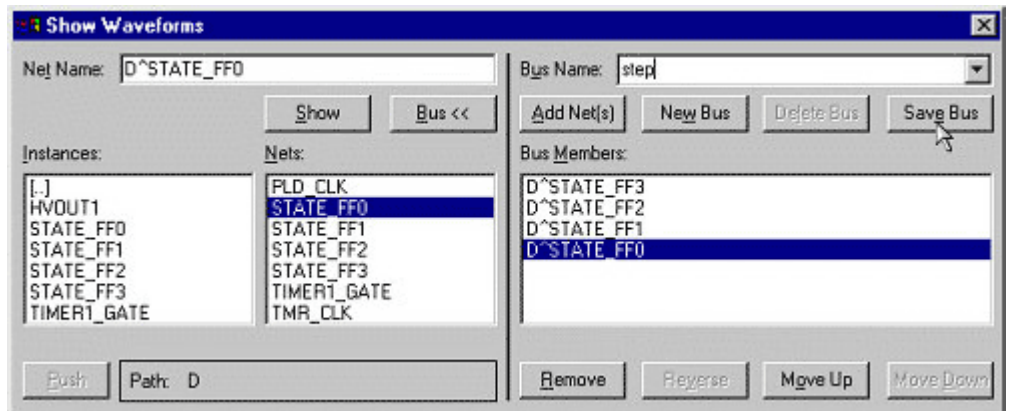 Show Waveforms
Net Name: D^STATE_FF0
Show
Bus <<
Instances:
[..]
HVOUT1
STATE_FF0
STATE_FF1
STATE_FF2
STATE_FF3
TIMER1_GATE
Nets:
PLD_CLK
STATE_FF0
STATE_FF1
STATE_FF2
STATE_FF3
TIMER1_GATE
TMR_CLK
Push
Path: D
Bus Name: step
Add Net(s)
New Bus
Delete Bus
Save Bus
Bus Members:
D^STATE_FF3
D^STATE_FF2
D^STATE_FF1
D^STATE_FF0
Remove
Reverse
Move Up
Move Down